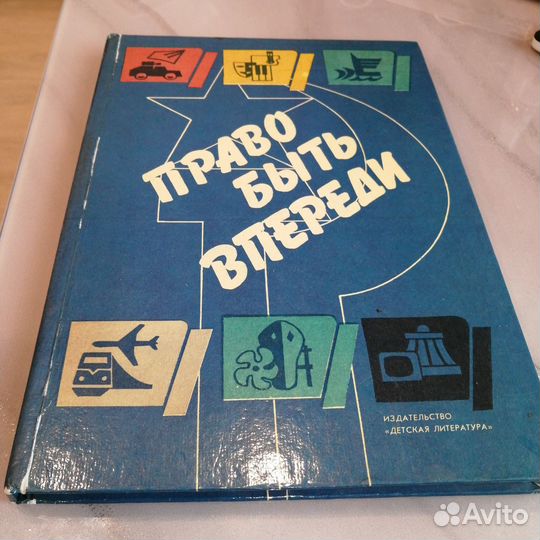 ПРАВО
БЫТЬ
ВПЕРЕДИ
ИЗДАТЕЛЬСТВО
«ДЕТСКАЯ ЛИТЕРАТУРА»
Avito